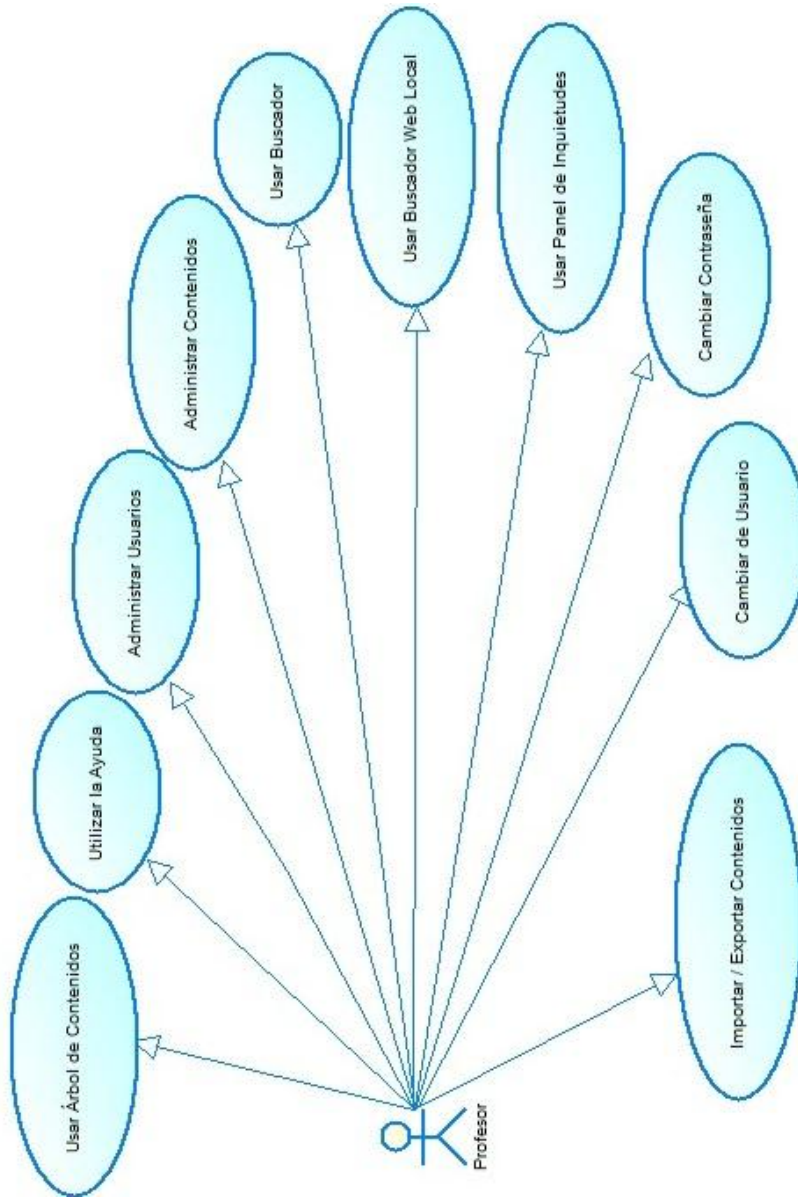 Usar Árbol de Contenidos
Utilizar la Ayuda
Administrar Usuarios
Administrar Contenidos
Usar Buscador
Usar Buscador Web Local
Usar Panel de Inquietudes
Cambiar Contraseña
Cambiar de Usuario
Importar / Exportar Contenidos
Profesor